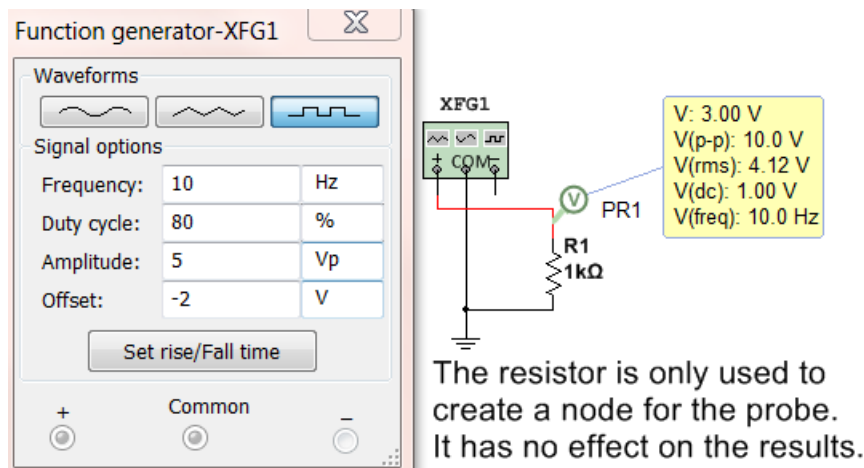 Function generator-XFG1
Waveforms
Signal options
Frequency: 10 Hz
Duty cycle: 80 %
Amplitude: 5 Vp
Offset: -2 V
Set rise/Fall time
+ Common -
XFG1
+ COM -
V: 3.00 V
V(p-p): 10.0 V
V(rms): 4.12 V
V(dc): 1.00 V
V(freq): 10.0 Hz
V
PR1
R1
1kΩ
The resistor is only used to
create a node for the probe.
It has no effect on the results.